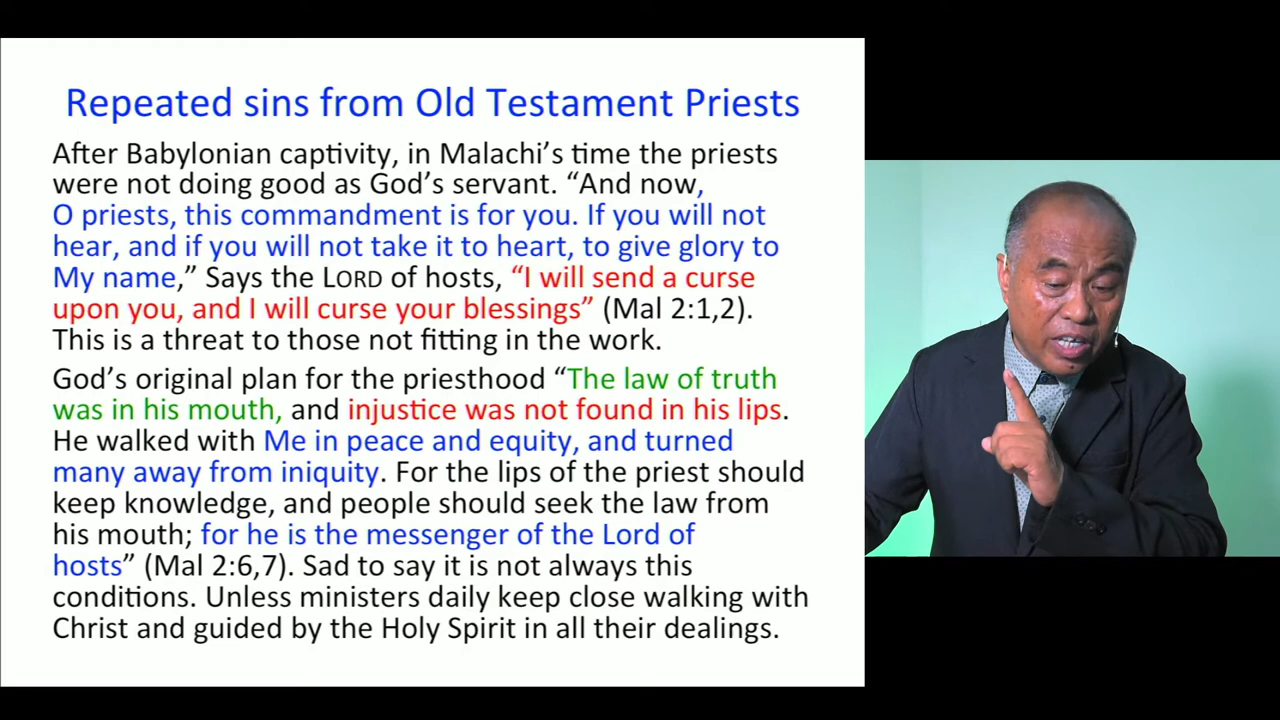 Repeated sins from Old Testament Priests
After Babylonian captivity, in Malachi’s time the priests
were not doing good as God’s servant. “And now,
O priests, this commandment is for you. If you will not
hear, and if you will not take it to heart, to give glory to
My name,” Says the LORD of hosts, “I will send a curse
upon you, and I will curse your blessings” (Mal 2:1,2).
This is a threat to those not fitting in the work.
God’s original plan for the priesthood “The law of truth
was in his mouth, and injustice was not found in his lips.
He walked with Me in peace and equity, and turned
many away from iniquity. For the lips of the priest should
keep knowledge, and people should seek the law from
his mouth; for he is the messenger of the Lord of
hosts” (Mal 2:6,7). Sad to say it is not always this
conditions. Unless ministers daily keep close walking with
Christ and guided by the Holy Spirit in all their dealings.